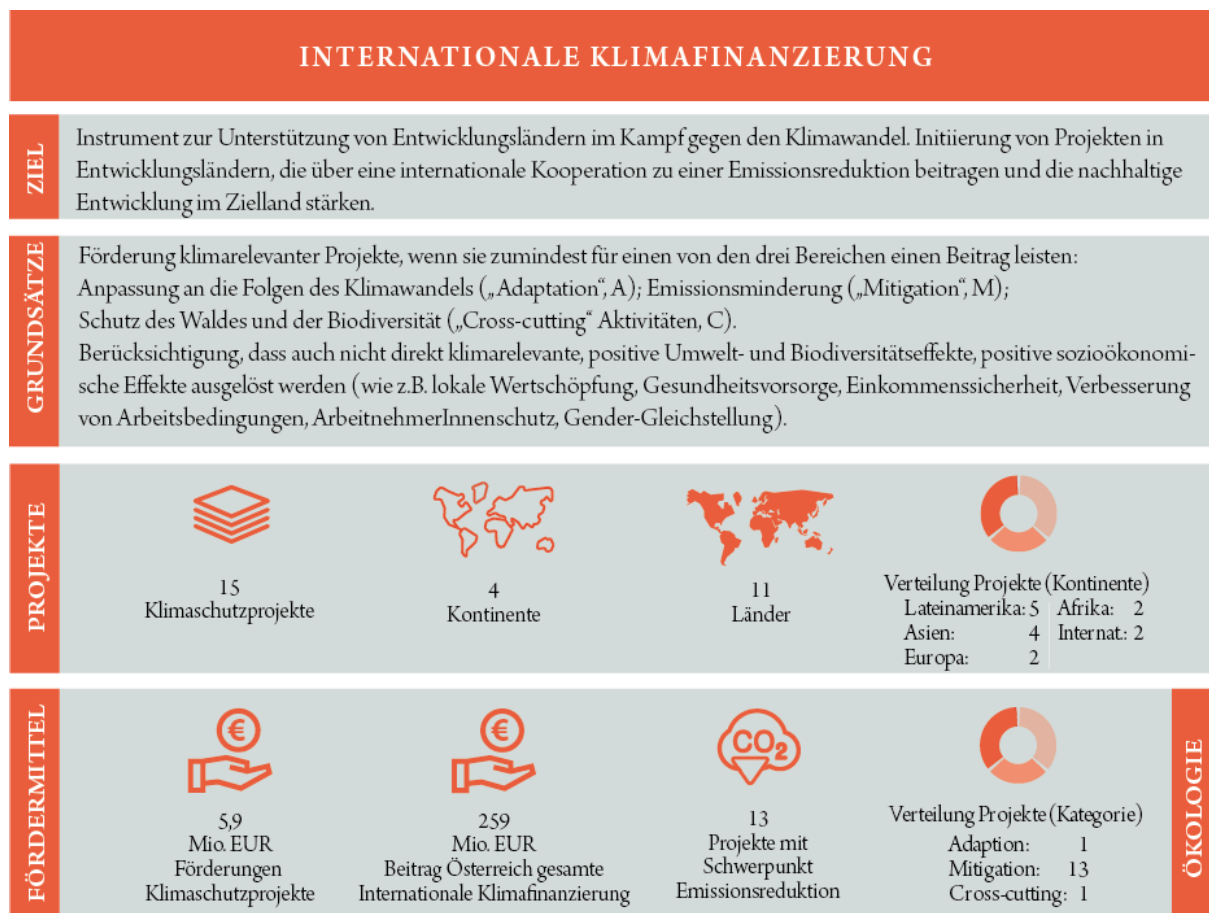 INTERNATIONALE KLIMAFINANZIERUNG
ZIEL
Instrument zur Unterstützung von Entwicklungsländern im Kampf gegen den Klimawandel. Initiierung von Projekten in
Entwicklungsländern, die über eine internationale Kooperation zu einer Emissionsreduktion beitragen und die nachhaltige
Entwicklung im Zielland stärken.
GRUNDSÄTZE
Förderung klimarelevanter Projekte, wenn sie zumindest für einen von den drei Bereichen einen Beitrag leisten:
Anpassung an die Folgen des Klimawandels („Adaptation“, A); Emissionsminderung („Mitigation“, M);
Schutz des Waldes und der Biodiversität („Cross-cutting“ Aktivitäten, C).
Berücksichtigung, dass auch nicht direkt klimarelevante, positive Umwelt- und Biodiversitätseffekte, positive sozioökonomi-
sche Effekte ausgelöst werden (wie z.B. lokale Wertschöpfung, Gesundheitsvorsorge, Einkommenssicherheit, Verbesserung
von Arbeitsbedingungen, ArbeitnehmerInnenschutz, Gender-Gleichstellung).
PROJEKTE
15
Klimaschutzprojekte
4
Kontinente
11
Länder
Verteilung Projekte (Kontinente)
Lateinamerika: 5 Afrika: 2
Asien: 4 Internat.: 2
Europa: 2
FÖRDERMITTEL
€
5,9
Mio. EUR
Förderungen
Klimaschutzprojekte
€
259
Mio. EUR
Beitrag Österreich gesamte
Internationale Klimafinanzierung
CO2
13
Projekte mit
Schwerpunkt
Emissionsreduktion
Verteilung Projekte (Kategorie)
Adaption: 1
Mitigation: 13
Cross-cutting: 1
ÖKOLOGIE